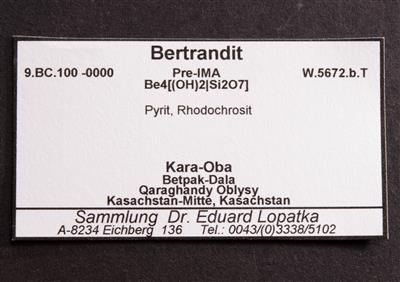 Bertrandit
9.BC.100 -0000 Pre-IMA W.5672.b.T
Be4[(OH)2|Si2O7]
Pyrit, Rhodochrosit
Kara-Oba
Betpak-Dala
Qaraghandy Oblysy
Kasachstan-Mitte, Kasachstan
Sammlung Dr. Eduard Lopatka
A-8234 Eichberg 136 Tel.: 0043/(0)3338/5102